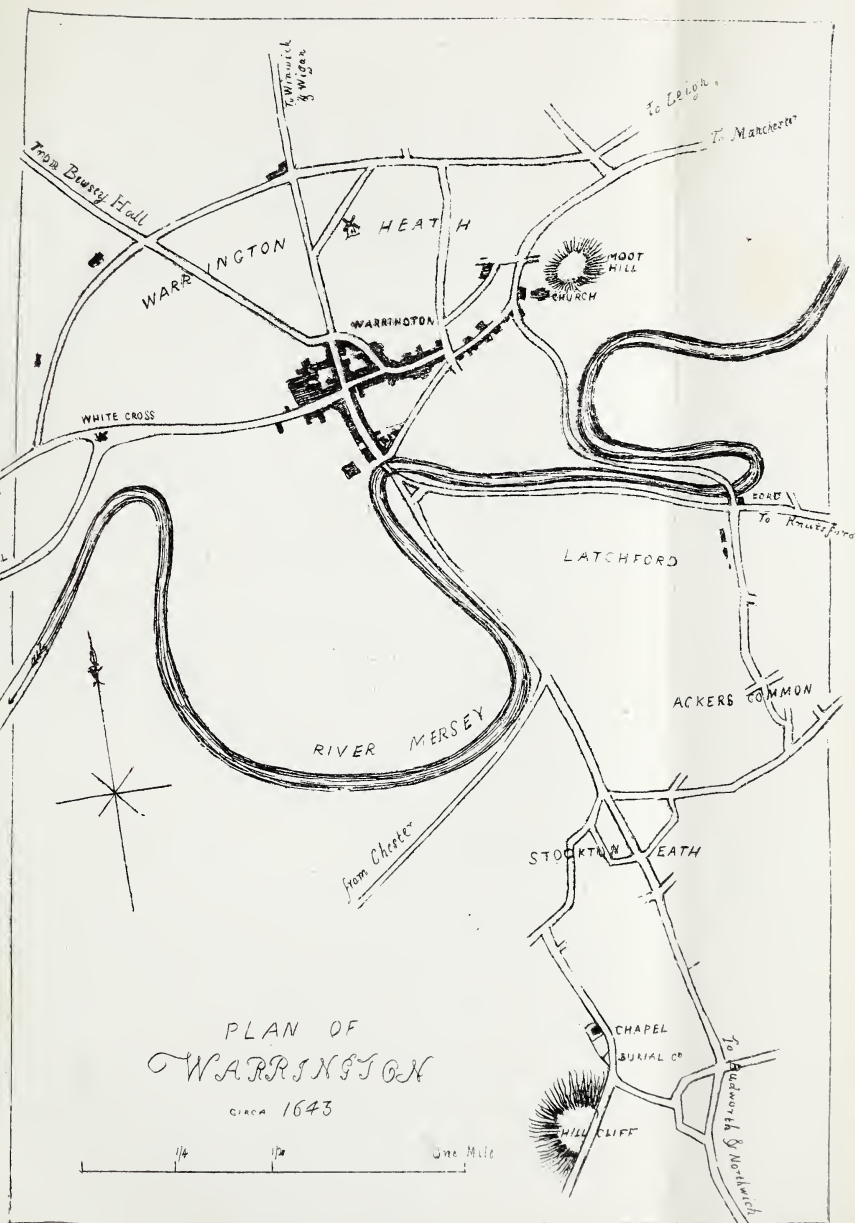 To Winwick
& Wigan
To Leigh.
To Manchester
From Bewsey Hall
WARRINGTON HEATH
MOOT
HILL
CHURCH
WARRINGTON
WHITE CROSS
FORD
To Knutsford
LATCHFORD
ACKERS COMMON
RIVER MERSEY
from Chester
STOCKTON EATH
CHAPEL
BURIAL GD
HILL CLIFF
To Budworth & Northwich
PLAN OF
WARRINGTON
CIRCA 1643
1/4
1/2
One Mile